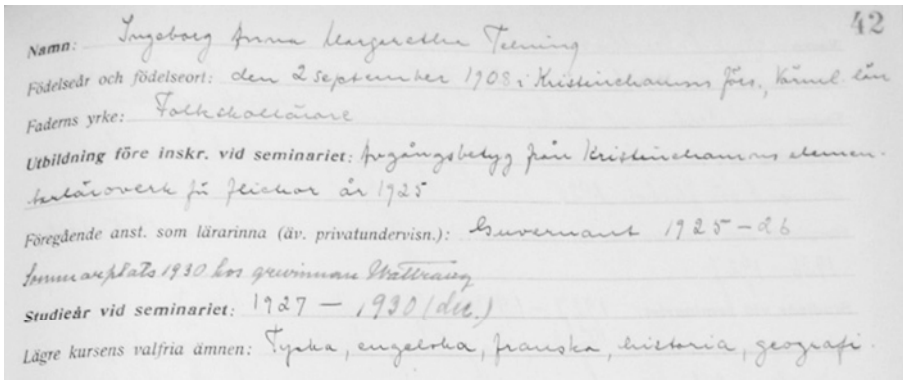 42
Namn: Ingeborg Anna Margaretha Telning
Födelseår och födelseort: den 2 september 1908 i Kristinehamns förs., Värml. län
Faderns yrke: Folkskollärare
Utbildning före inskr. vid seminariet: Avgångsbetyg från Kristinehamns elemen-
tarläroverk för flickor år 1925
Föregående anst. som lärarinna (äv. privatundervisn.): Guvernant 1925-26
Sommarplats 1930 hos grevinnan
Studieår vid seminariet: 1927 — 1930
Lägre kursens valfria ämnen: Tyska, engelska, franska, historia, geografi.